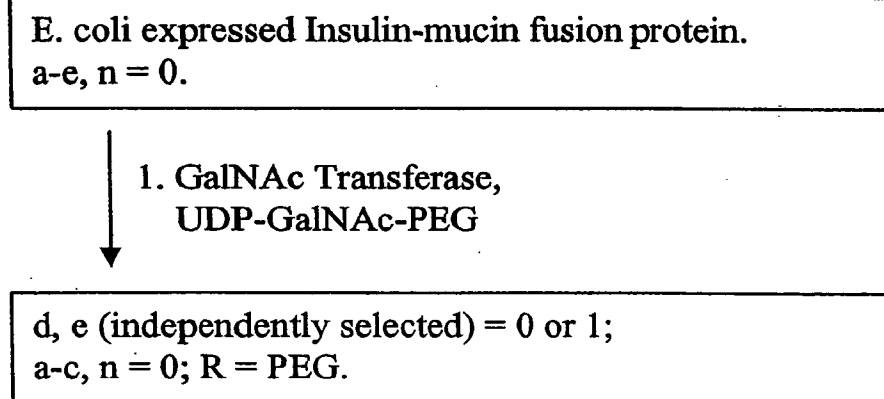 E. coli expressed Insulin-mucin fusion protein.
a-e, n = 0.
1. GalNAc Transferase,
UDP-GalNAc-PEG
d, e (independently selected) = 0 or 1;
a-c, n = 0; R = PEG.